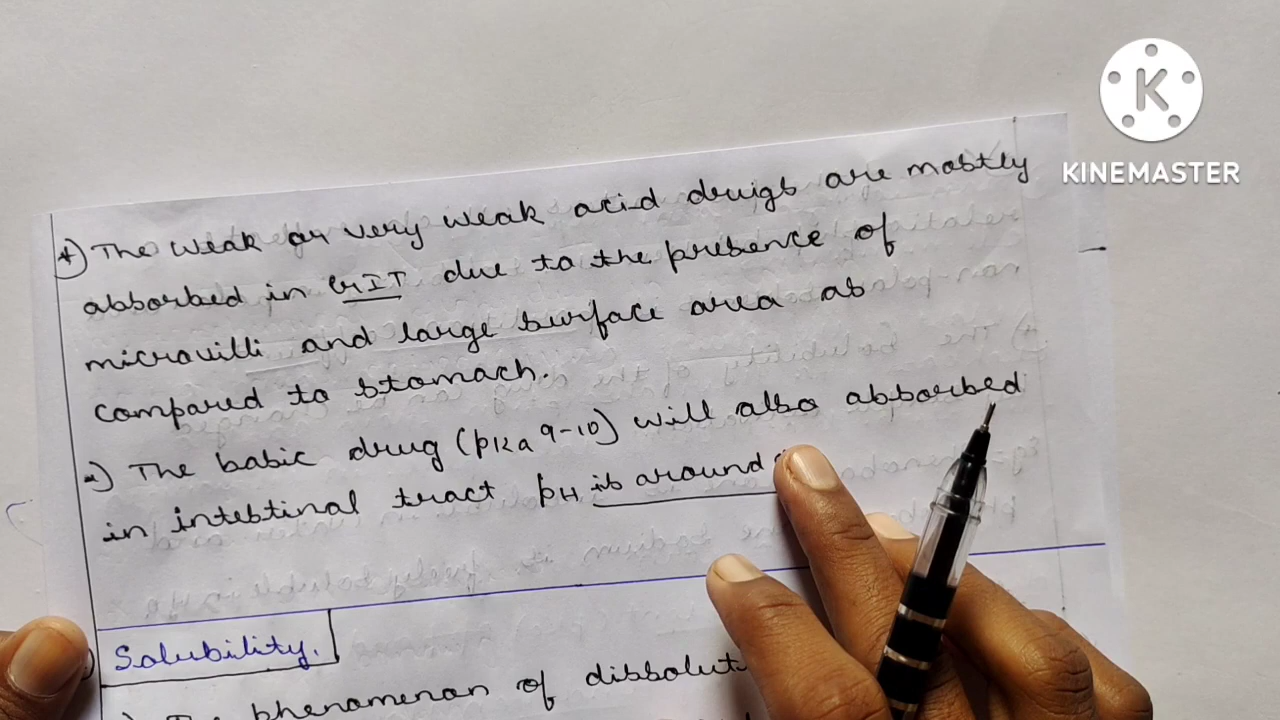 K
KINEMASTER
*) The weak or very weak acid drugs are mostly
absorbed in GIT due to the presence of
microvilli and large surface area as
compared to stomach.
*) The basic drug (pKa 9-10) will also absorbed
in intestinal tract pH is around
Solubility.
The phenomenon of